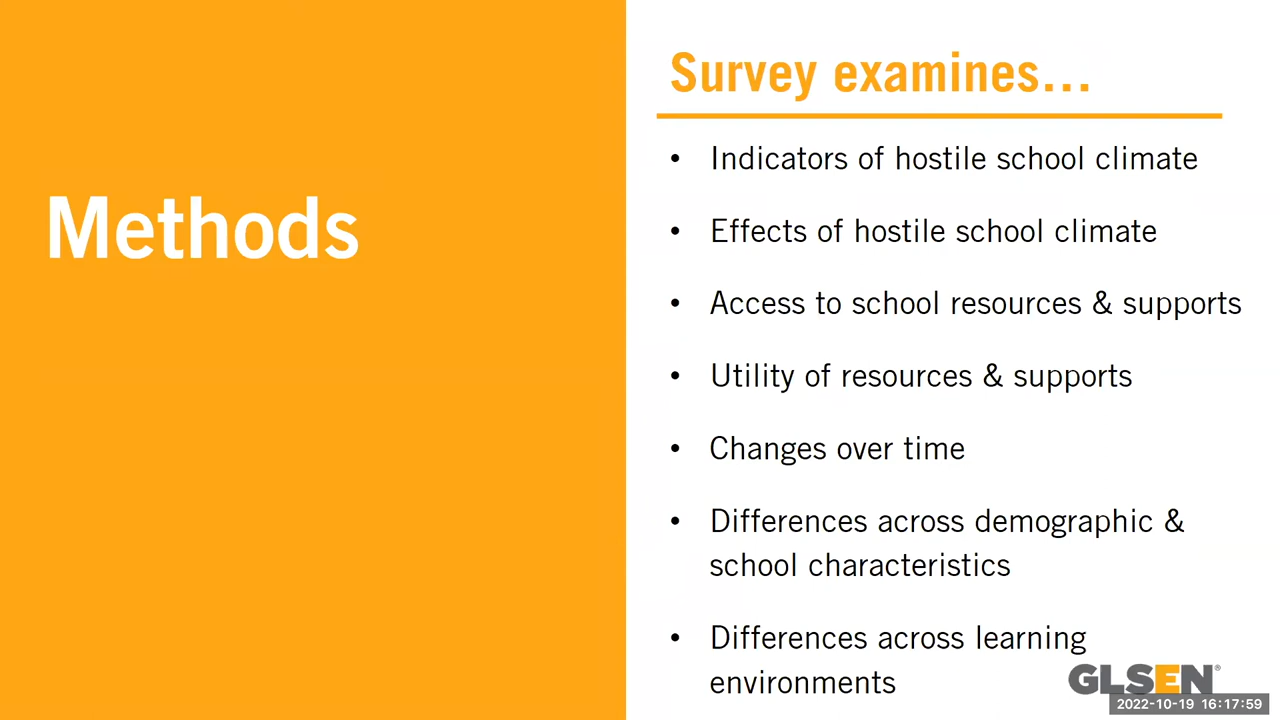 Methods
Survey examines...
• Indicators of hostile school climate
• Effects of hostile school climate
• Access to school resources & supports
• Utility of resources & supports
• Changes over time
• Differences across demographic &
school characteristics
• Differences across learning
environments
GLSEN®
2022-10-19 16:17:59